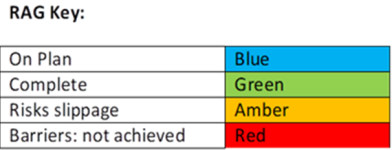 RAG Key:
On Plan Blue
Complete Green
Risks slippage Amber
Barriers: not achieved Red